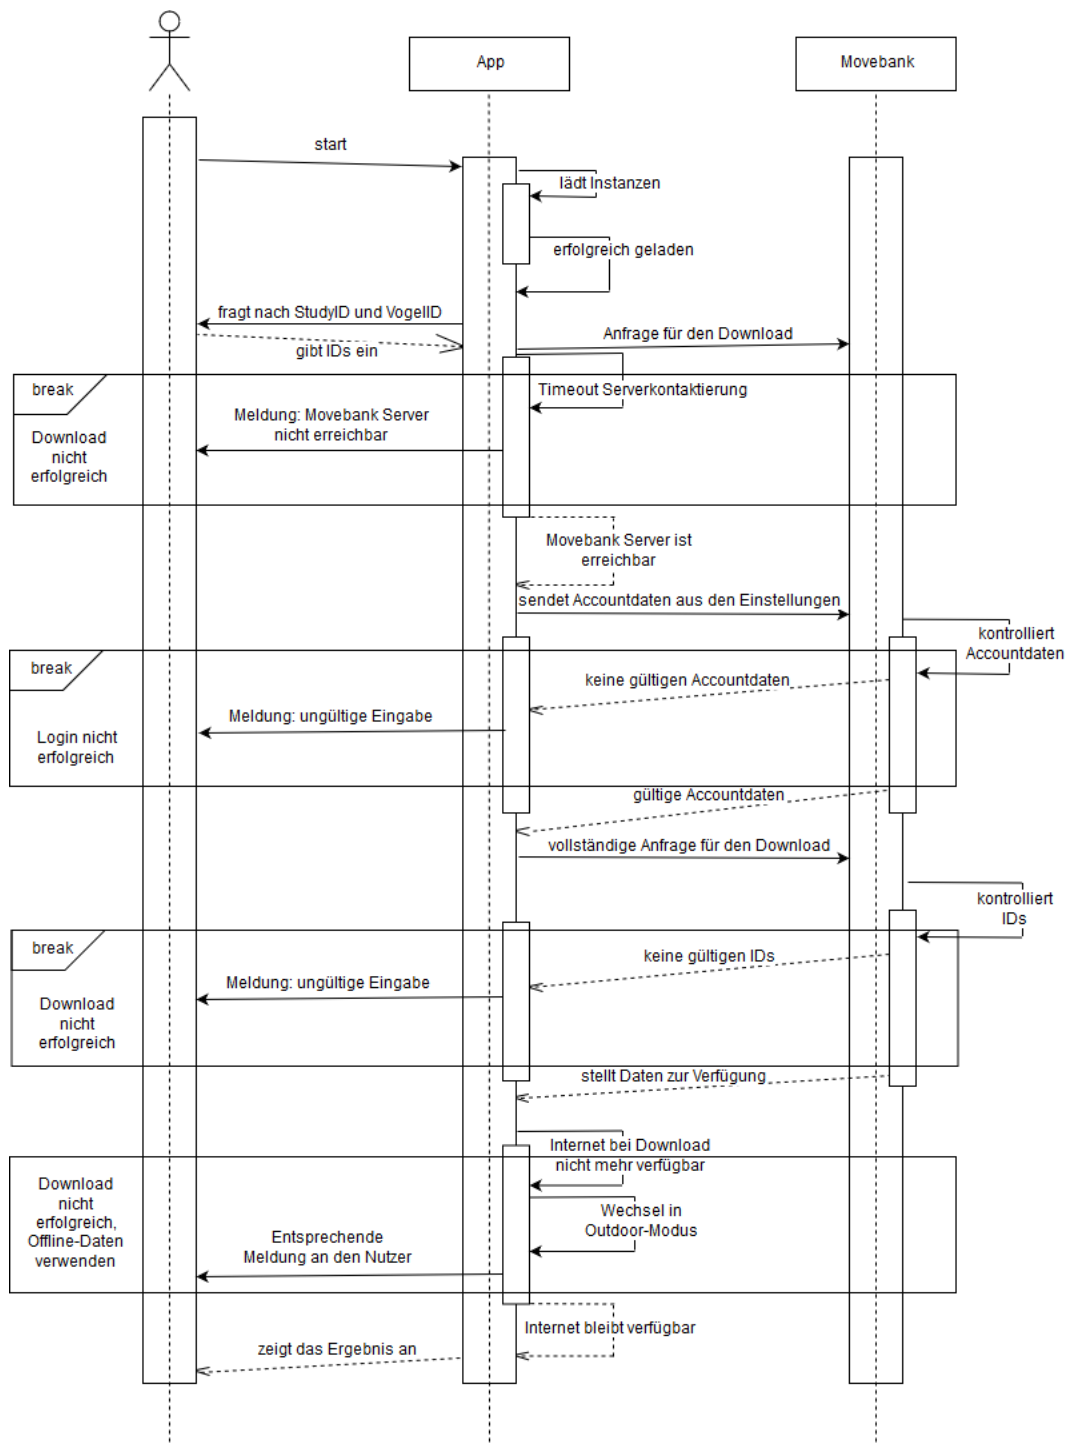 App
Movebank
start
lädt Instanzen
erfolgreich geladen
fragt nach StudyID und VogelID
gibt IDs ein
Anfrage für den Download
break
Download
nicht
erfolgreich
Timeout Serverkontaktierung
Meldung: Movebank Server
nicht erreichbar
Movebank Server ist
erreichbar
sendet Accountdaten aus den Einstellungen
kontrolliert
Accountdaten
break
Login nicht
erfolgreich
keine gültigen Accountdaten
Meldung: ungültige Eingabe
gültige Accountdaten
vollständige Anfrage für den Download
kontrolliert
IDs
break
Download
nicht
erfolgreich
keine gültigen IDs
Meldung: ungültige Eingabe
stellt Daten zur Verfügung
Internet bei Download
nicht mehr verfügbar
Download
nicht
erfolgreich,
Offline-Daten
verwenden
Wechsel in
Outdoor-Modus
Entsprechende
Meldung an den Nutzer
Internet bleibt verfügbar
zeigt das Ergebnis an